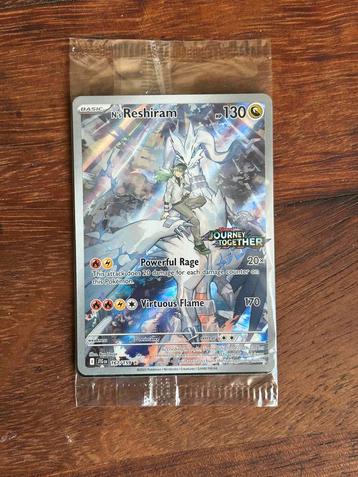 BASIC
N's Reshiram
HP 130
JOURNEY
TOGETHER
Powerful Rage 20×
This attack does 20 damage for each damage counter on
this Pokémon.
Virtuous Flame 170